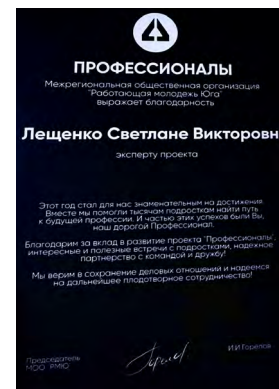 ПРОФЕССИОНАЛЫ
Межрегиональная общественная организация
"Работающая молодежь Юга"
выражает благодарность
Лещенко Светлане Викторовн
эксперту проекта
Этот год стал для нас знаменательным на достижения.
Вместе мы помогли тысячам подросткам найти путь
к будущей профессии. И частью этих успехов были Вы,
наш дорогой Профессионал.
Благодарим за вклад в развитие проекта "Профессионалы",
интересные и полезные встречи с подростками, надежное
партнерство с командой и дружбу!
Мы верим в сохранение деловых отношений и надеемся
на дальнейшее плодотворное сотрудничество!
Председатель
МОО РМЮ
И.И.Горелов